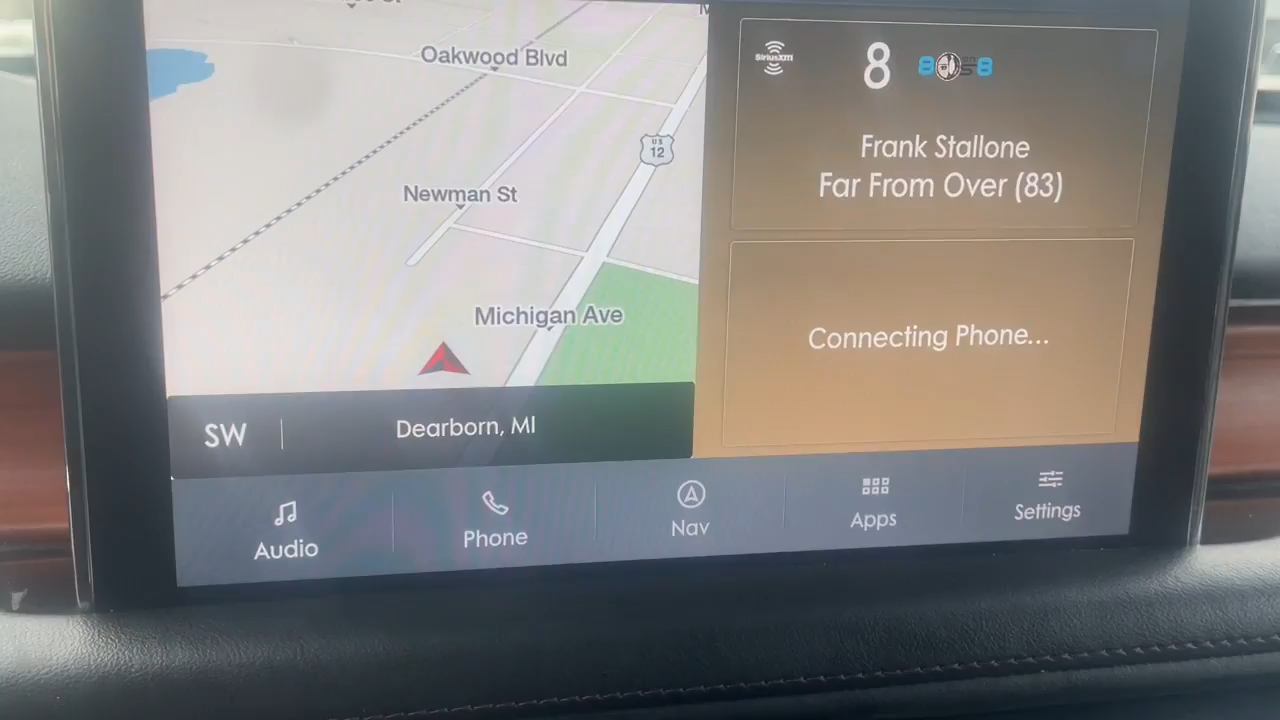 Oakwood Blvd
US
12
Newman St
Michigan Ave
SW
Dearborn, MI
SiriusXM
8
Frank Stallone
Far From Over (83)
Connecting Phone...
Audio
Phone
Nav
Apps
Settings